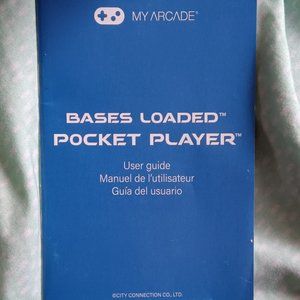 MY ARCADE®
BASES LOADED™
POCKET PLAYER™
User guide
Manuel de l'utilisateur
Guía del usuario
©CITY CONNECTION CO., LTD.